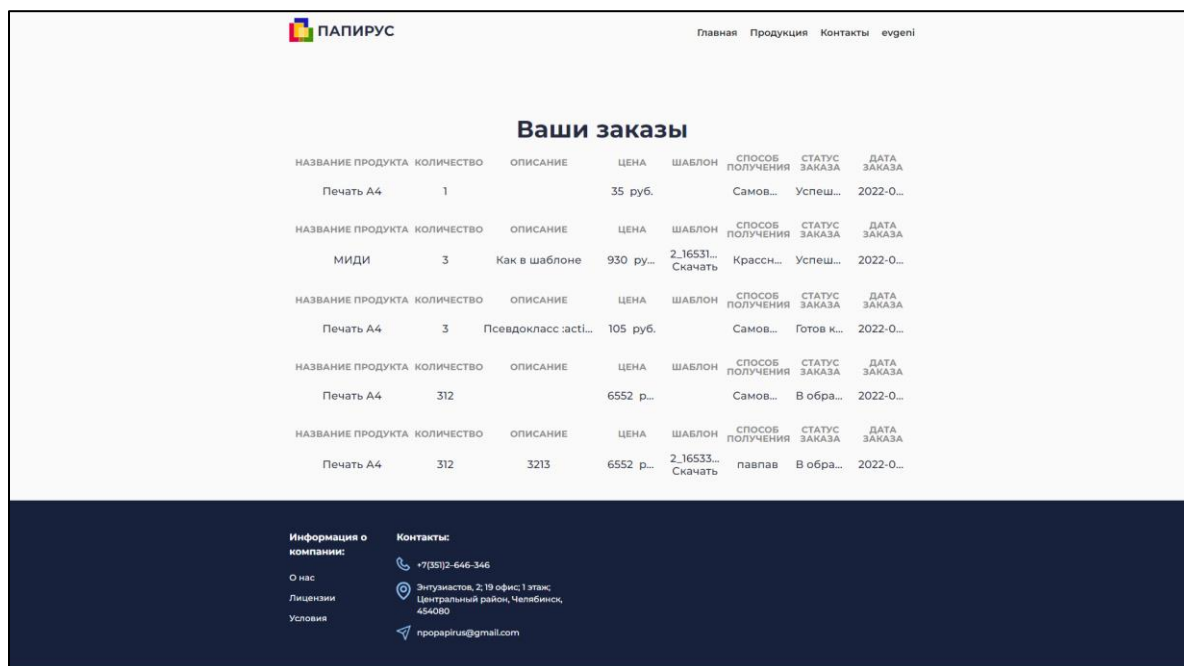 ПАПИРУС
Главная Продукция Контакты evgeni
Ваши заказы
НАЗВАНИЕ ПРОДУКТА КОЛИЧЕСТВО ОПИСАНИЕ ЦЕНА ШАБЛОН СПОСОБ ПОЛУЧЕНИЯ СТАТУС ЗАКАЗА ДАТА ЗАКАЗА
Печать А4 1 35 руб. Самов... Успеш... 2022-0...
НАЗВАНИЕ ПРОДУКТА КОЛИЧЕСТВО ОПИСАНИЕ ЦЕНА ШАБЛОН СПОСОБ ПОЛУЧЕНИЯ СТАТУС ЗАКАЗА ДАТА ЗАКАЗА
МИДИ 3 Как в шаблоне 930 ру... 2_16531... Скачать Крассн... Успеш... 2022-0...
НАЗВАНИЕ ПРОДУКТА КОЛИЧЕСТВО ОПИСАНИЕ ЦЕНА ШАБЛОН СПОСОБ ПОЛУЧЕНИЯ СТАТУС ЗАКАЗА ДАТА ЗАКАЗА
Печать А4 3 Псевдокласс :acti... 105 руб. Самов... Готов к... 2022-0...
НАЗВАНИЕ ПРОДУКТА КОЛИЧЕСТВО ОПИСАНИЕ ЦЕНА ШАБЛОН СПОСОБ ПОЛУЧЕНИЯ СТАТУС ЗАКАЗА ДАТА ЗАКАЗА
Печать А4 312 6552 р... Самов... В обра... 2022-0...
НАЗВАНИЕ ПРОДУКТА КОЛИЧЕСТВО ОПИСАНИЕ ЦЕНА ШАБЛОН СПОСОБ ПОЛУЧЕНИЯ СТАТУС ЗАКАЗА ДАТА ЗАКАЗА
Печать А4 312 3213 6552 р... 2_16533... Скачать павпав В обра... 2022-0...
Информация о
компании:
О нас
Лицензии
Условия
Контакты:
+7(351)2-646-346
Энтузиастов, 2; 19 офис; 1 этаж;
Центральный район, Челябинск,
454080
npopapirus@gmail.com